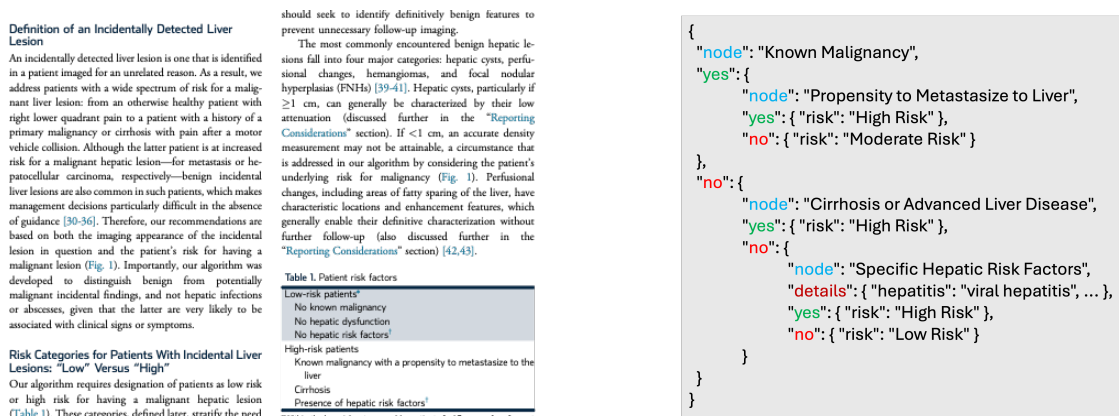 Definition of an Incidentally Detected Liver
Lesion
An incidentally detected liver lesion is one that is identified
in a patient imaged for an unrelated reason. As a result, we
address patients with a wide spectrum of risk for a malig-
nant liver lesion: from an otherwise healthy patient with
right lower quadrant pain to a patient with a history of a
primary malignancy or cirrhosis with pain after a motor
vehicle collision. Although the latter patient is at increased
risk for a malignant hepatic lesion—for metastasis or he-
patocellular carcinoma, respectively—benign incidental
liver lesions are also common in such patients, which makes
management decisions particularly difficult in the absence
of guidance [30-36]. Therefore, our recommendations are
based on both the imaging appearance of the incidental
lesion in question and the patient's risk for having a
malignant lesion (Fig. 1). Importantly, our algorithm was
developed to distinguish benign from potentially
malignant incidental findings, and not hepatic infections
or abscesses, given that the latter are very likely to be
associated with clinical signs or symptoms.
Risk Categories for Patients With Incidental Liver
Lesions: "Low" Versus "High"
Our algorithm requires designation of patients as low risk
or high risk for having a malignant hepatic lesion
(Table 1). These categories, defined later, stratify the need
should seek to identify definitively benign features to
prevent unnecessary follow-up imaging.
The most commonly encountered benign hepatic le-
sions fall into four major categories: hepatic cysts, perfu-
sional changes, hemangiomas, and focal nodular
hyperplasias (FNHs) [39-41]. Hepatic cysts, particularly if
≥1 cm, can generally be characterized by their low
attenuation (discussed further in the "Reporting
Considerations" section). If <1 cm, an accurate density
measurement may not be attainable, a circumstance that
is addressed in our algorithm by considering the patient's
underlying risk for malignancy (Fig. 1). Perfusional
changes, including areas of fatty sparing of the liver, have
characteristic locations and enhancement features, which
generally enable their definitive characterization without
further follow-up (also discussed further in the
"Reporting Considerations" section) [42,43].
Table 1. Patient risk factors
Low-risk patients*
No known malignancy
No hepatic dysfunction
No hepatic risk factors†
High-risk patients
Known malignancy with a propensity to metastasize to the
liver
Cirrhosis
Presence of hepatic risk factors†
{
"node": "Known Malignancy",
"yes": {
"node": "Propensity to Metastasize to Liver",
"yes": { "risk": "High Risk" },
"no": { "risk": "Moderate Risk" }
},
"no": {
"node": "Cirrhosis or Advanced Liver Disease",
"yes": { "risk": "High Risk" },
"no": {
"node": "Specific Hepatic Risk Factors",
"details": { "hepatitis": "viral hepatitis", ... },
"yes": { "risk": "High Risk" },
"no": { "risk": "Low Risk" }
}
}
}